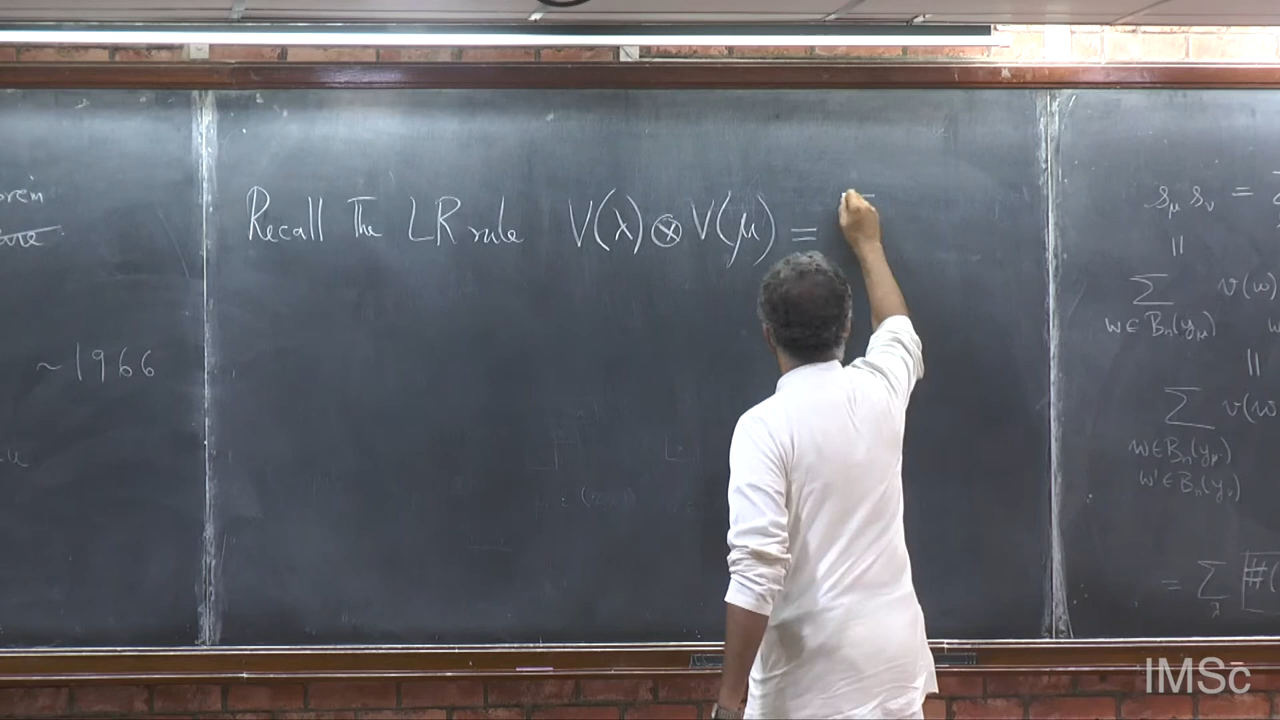 Recall The LR rule V(λ) ⊗ V(μ) =
~1966
s_μ s_ν =
||
∑ v(w)
w ∈ B_n(y_μ)
||
∑ v(w
w ∈ B_n(y_μ)
w' ∈ B_n(y_ν)
= ∑ #(
λ
IMSc